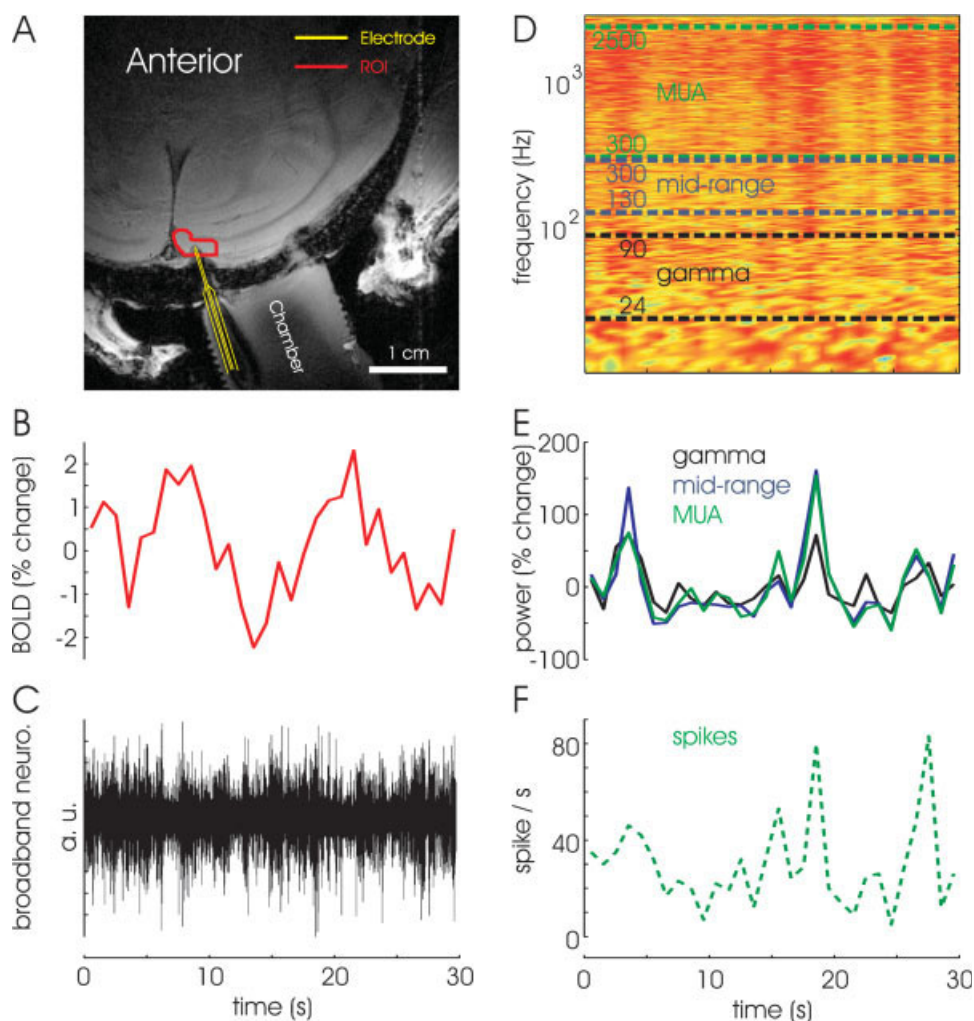 A
Anterior
Electrode
ROI
Chamber
1 cm
B
BOLD (% change)
2
1
0
-1
-2
C
broadband neuro.
a. u.
0
10
20
30
time (s)
D
frequency (Hz)
10³
10²
2500
MUA
300
300
mid-range
130
90
gamma
24
E
power (% change)
200
100
0
-100
gamma
mid-range
MUA
F
spike / s
80
40
0
spikes
0
10
20
30
time (s)